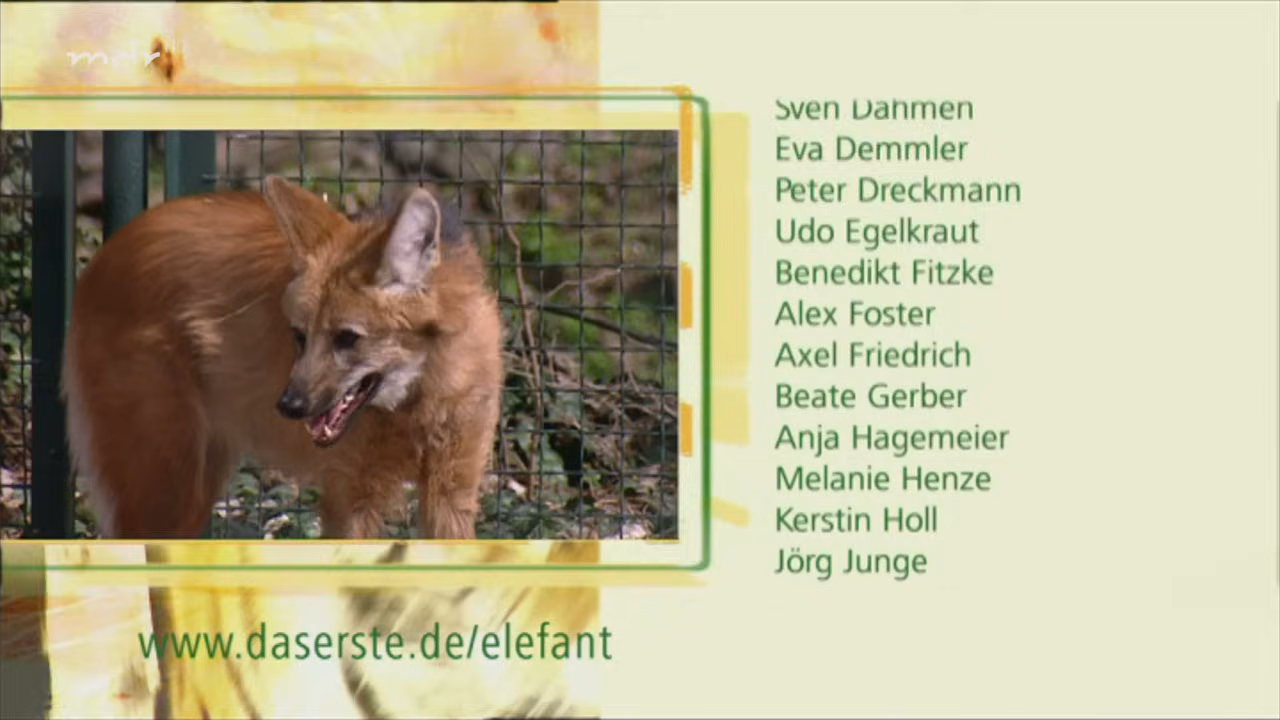 mdr
Sven Dahmen
Eva Demmler
Peter Dreckmann
Udo Egelkraut
Benedikt Fitzke
Alex Foster
Axel Friedrich
Beate Gerber
Anja Hagemeier
Melanie Henze
Kerstin Holl
Jörg Junge
www.daserste.de/elefant